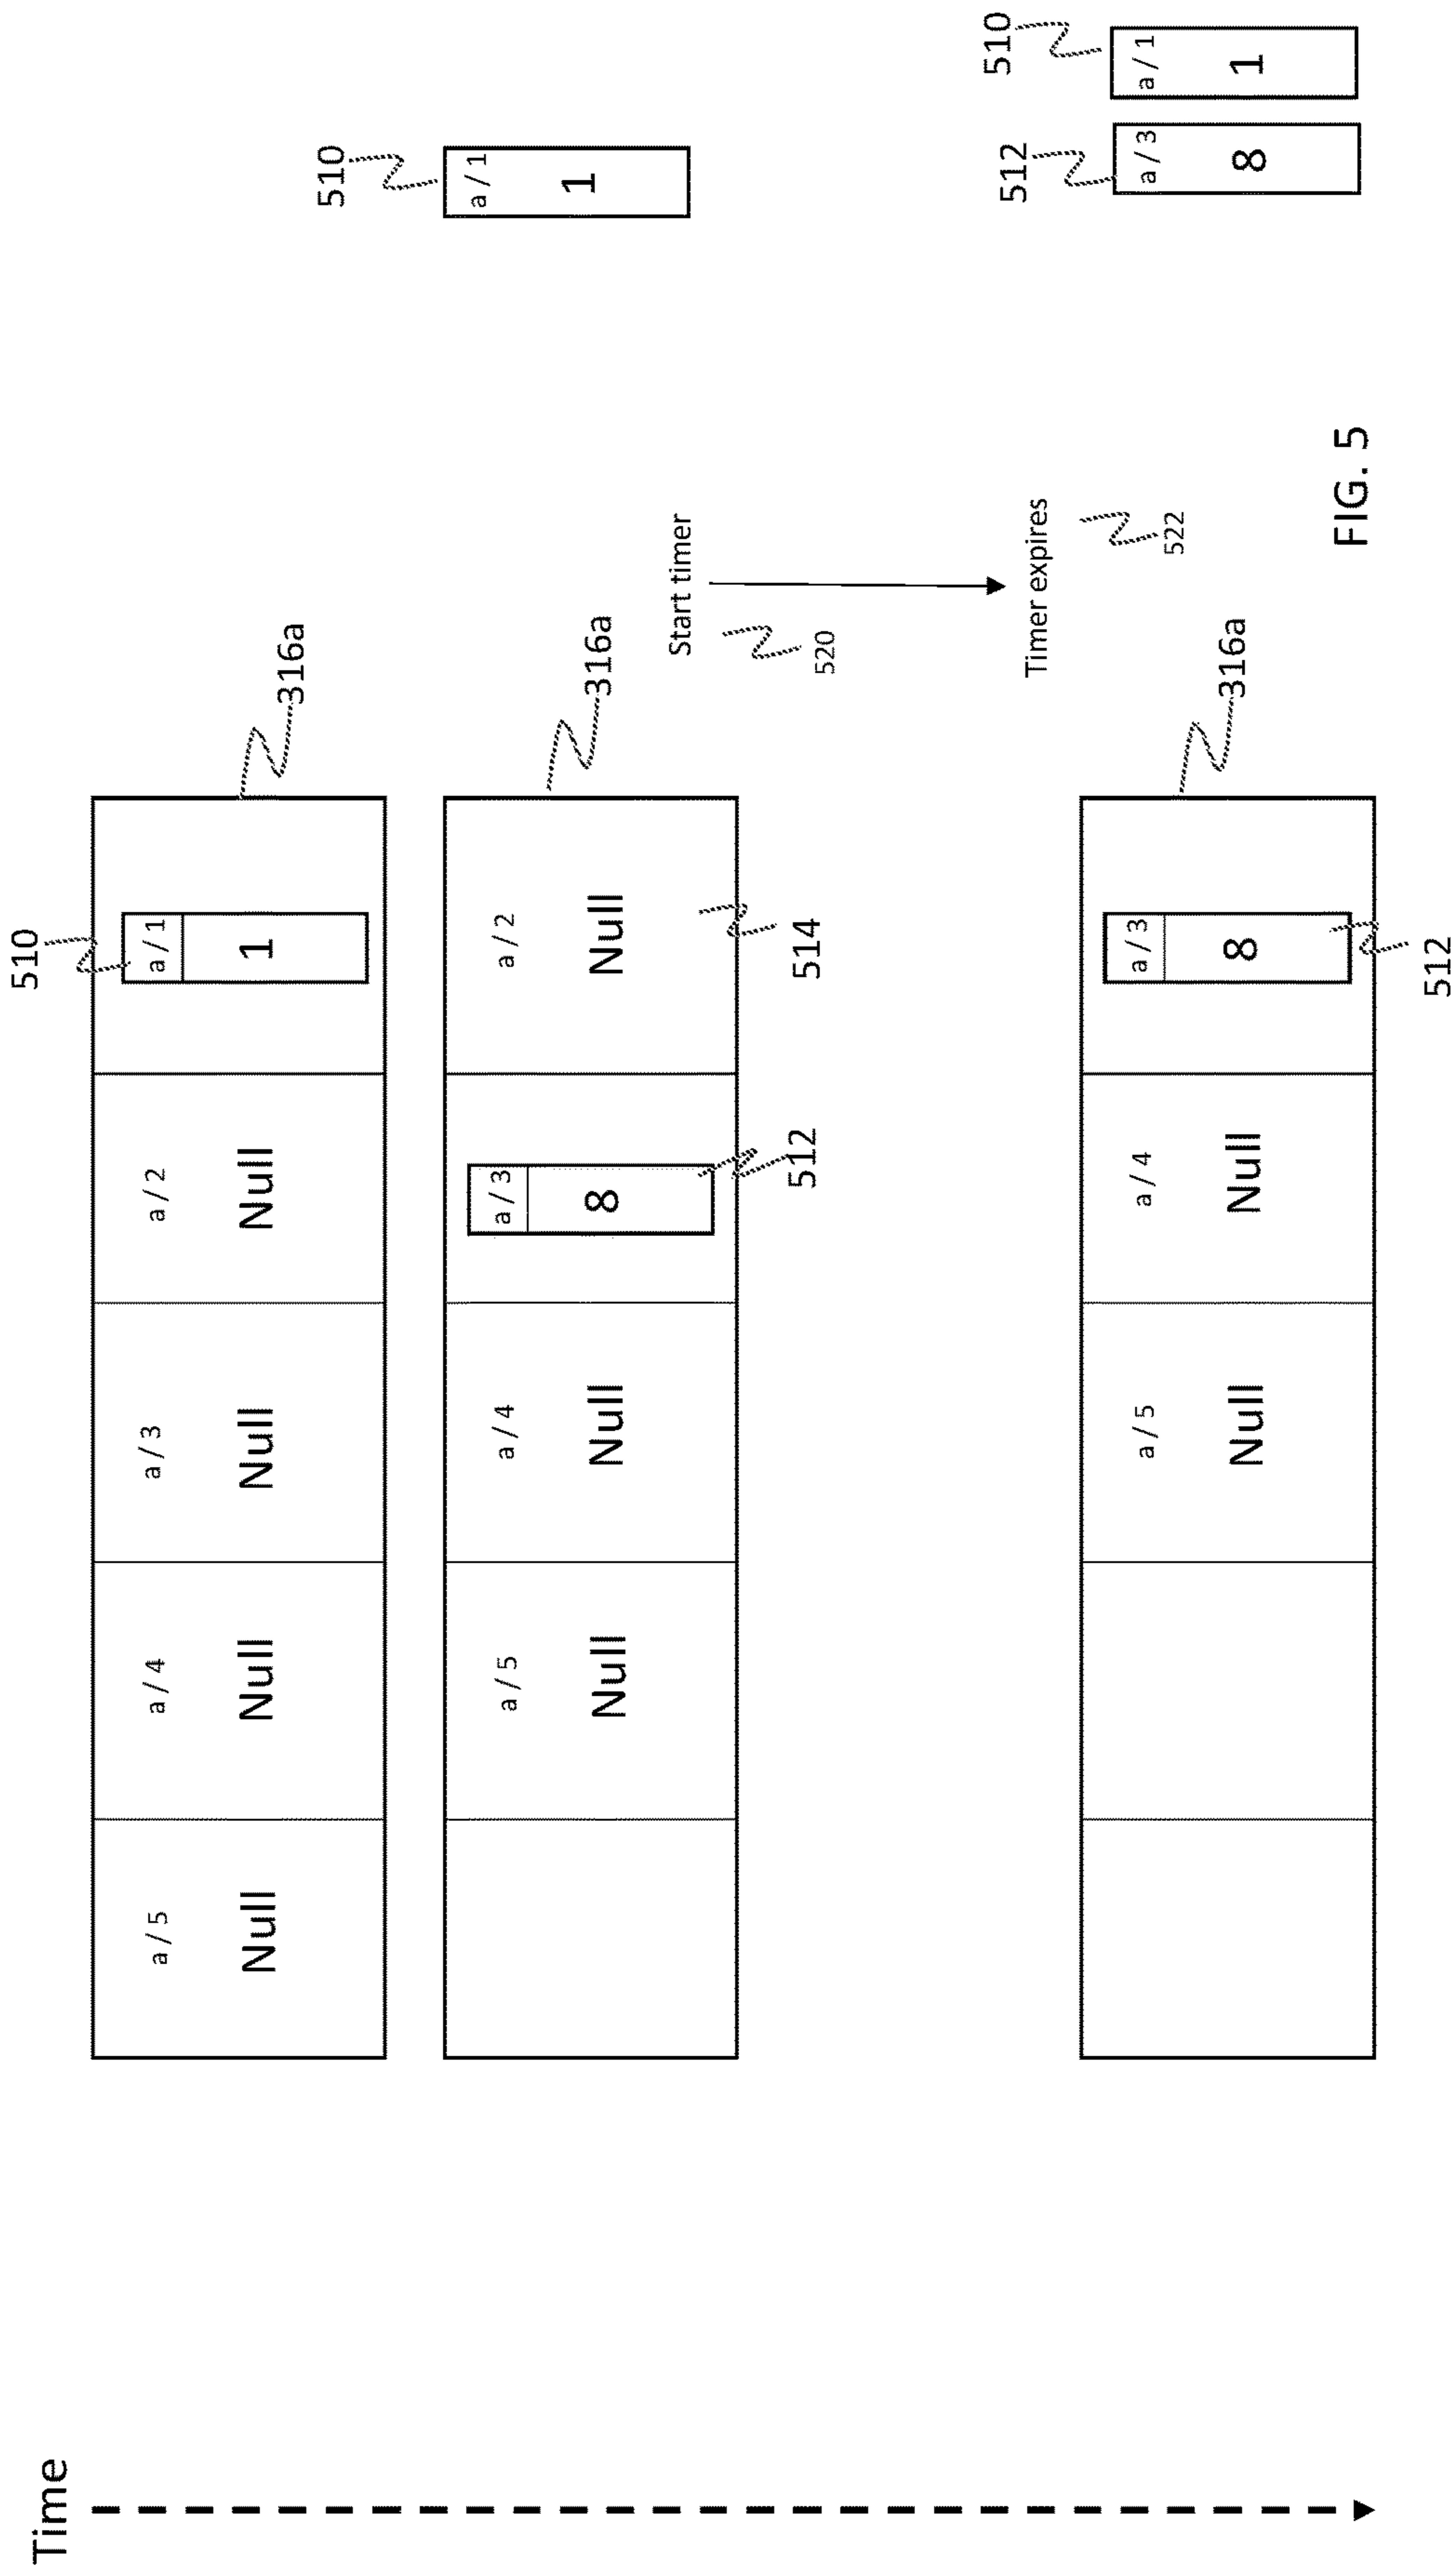 510
Time
a / 5 a / 4 a / 3 a / 2 a / 1
Null Null Null Null 1
316a
510
a / 5 a / 4 a / 3 a / 2 a / 1
Null Null 8 Null 1
316a
Start timer
512 514
520
510
512
Timer expires
a / 5 a / 4 a / 3 a / 3 a / 1
Null Null 8 8 1
522
316a
FIG. 5
512